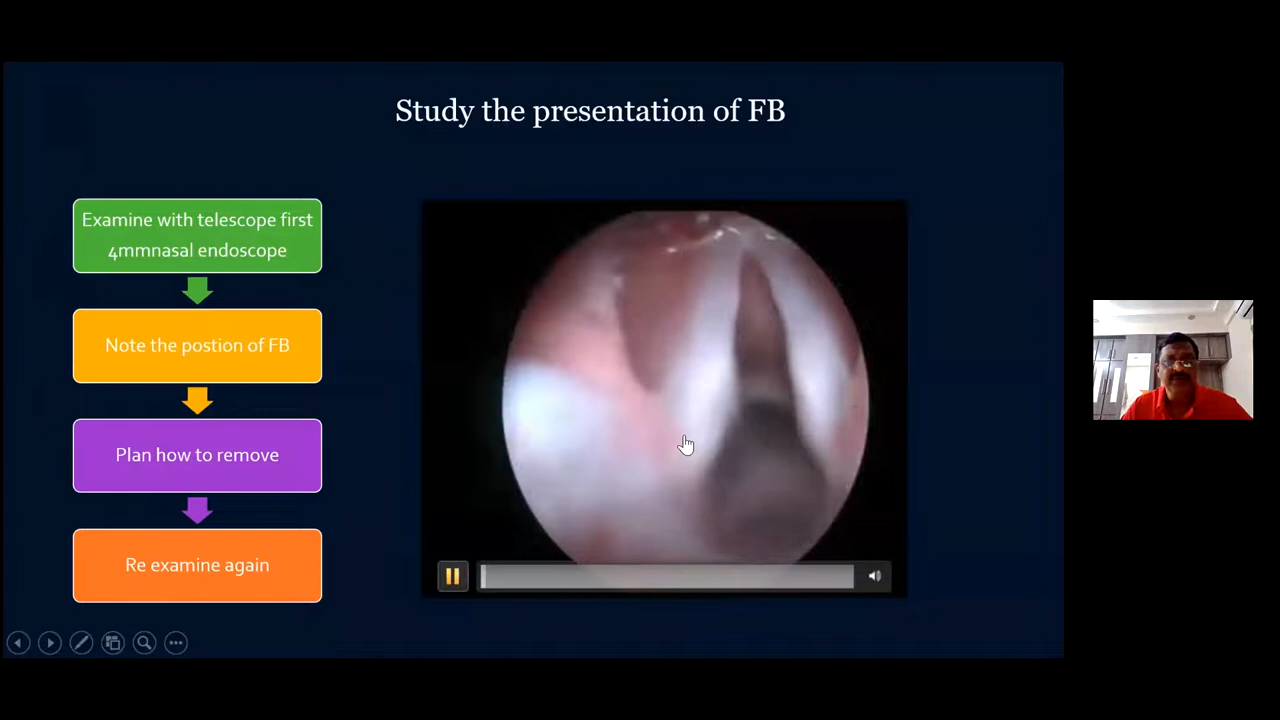 Study the presentation of FB
Examine with telescope first
4mmnasal endoscope
Note the postion of FB
Plan how to remove
Re examine again